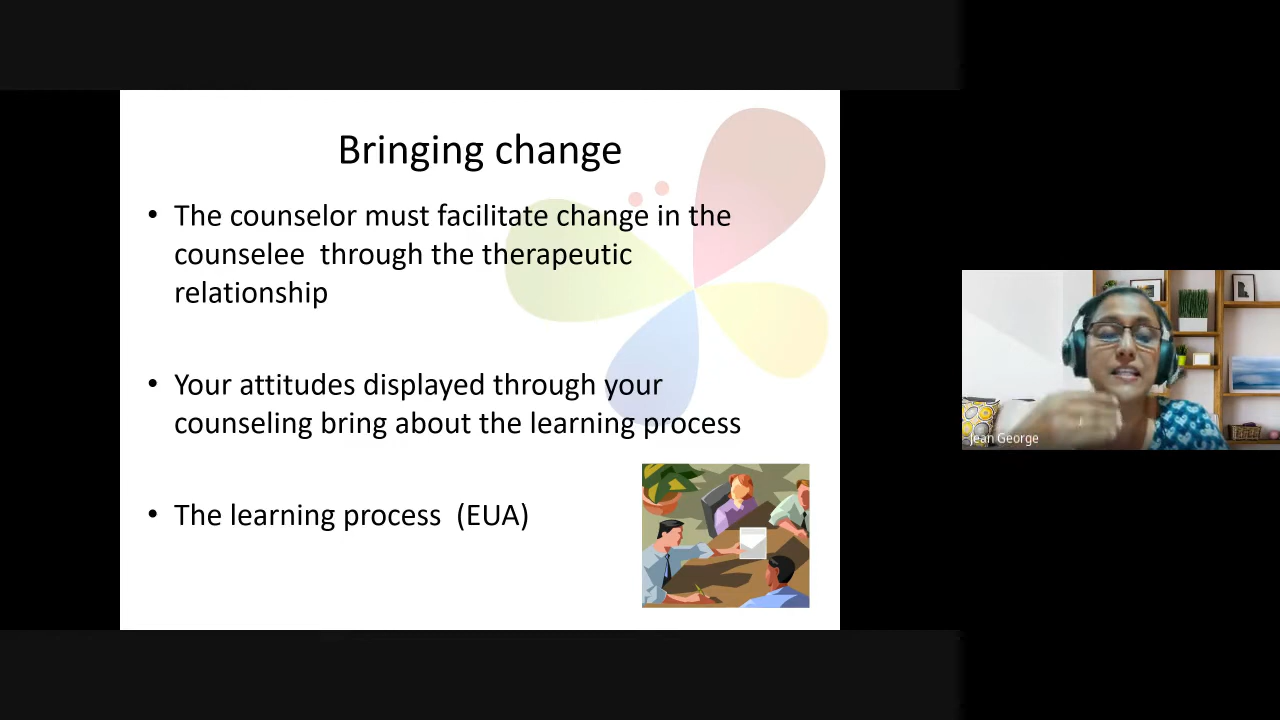 Bringing change
• The counselor must facilitate change in the
counselee  through the therapeutic
relationship
• Your attitudes displayed through your
counseling bring about the learning process
• The learning process  (EUA)
Jean George